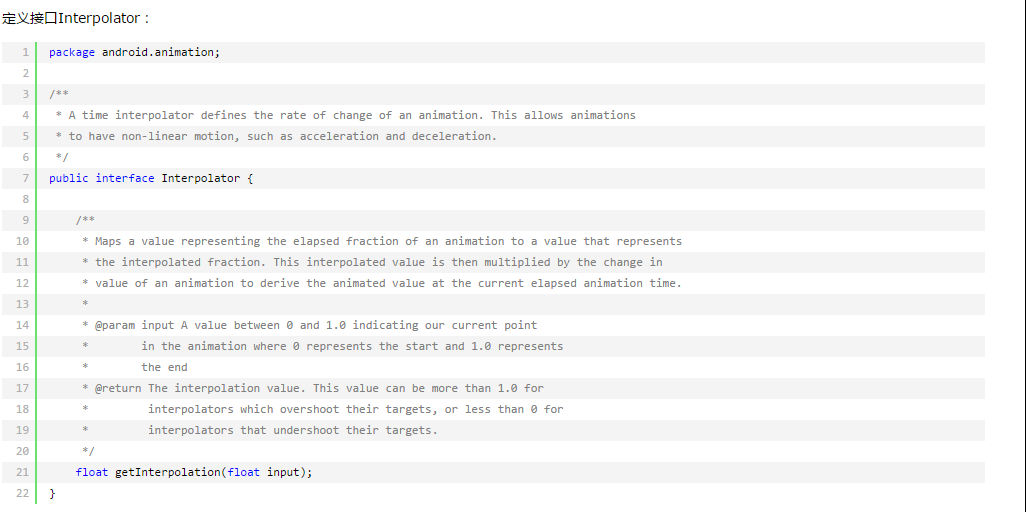 定义接口Interpolator：
1 package android.animation;
2
3 /**
4  * A time interpolator defines the rate of change of an animation. This allows animations
5  * to have non-linear motion, such as acceleration and deceleration.
6  */
7 public interface Interpolator {
8
9     /**
10      * Maps a value representing the elapsed fraction of an animation to a value that represents
11      * the interpolated fraction. This interpolated value is then multiplied by the change in
12      * value of an animation to derive the animated value at the current elapsed animation time.
13      *
14      * @param input A value between 0 and 1.0 indicating our current point
15      *        in the animation where 0 represents the start and 1.0 represents
16      *        the end
17      * @return The interpolation value. This value can be more than 1.0 for
18      *         interpolators which overshoot their targets, or less than 0 for
19      *         interpolators that undershoot their targets.
20      */
21     float getInterpolation(float input);
22 }